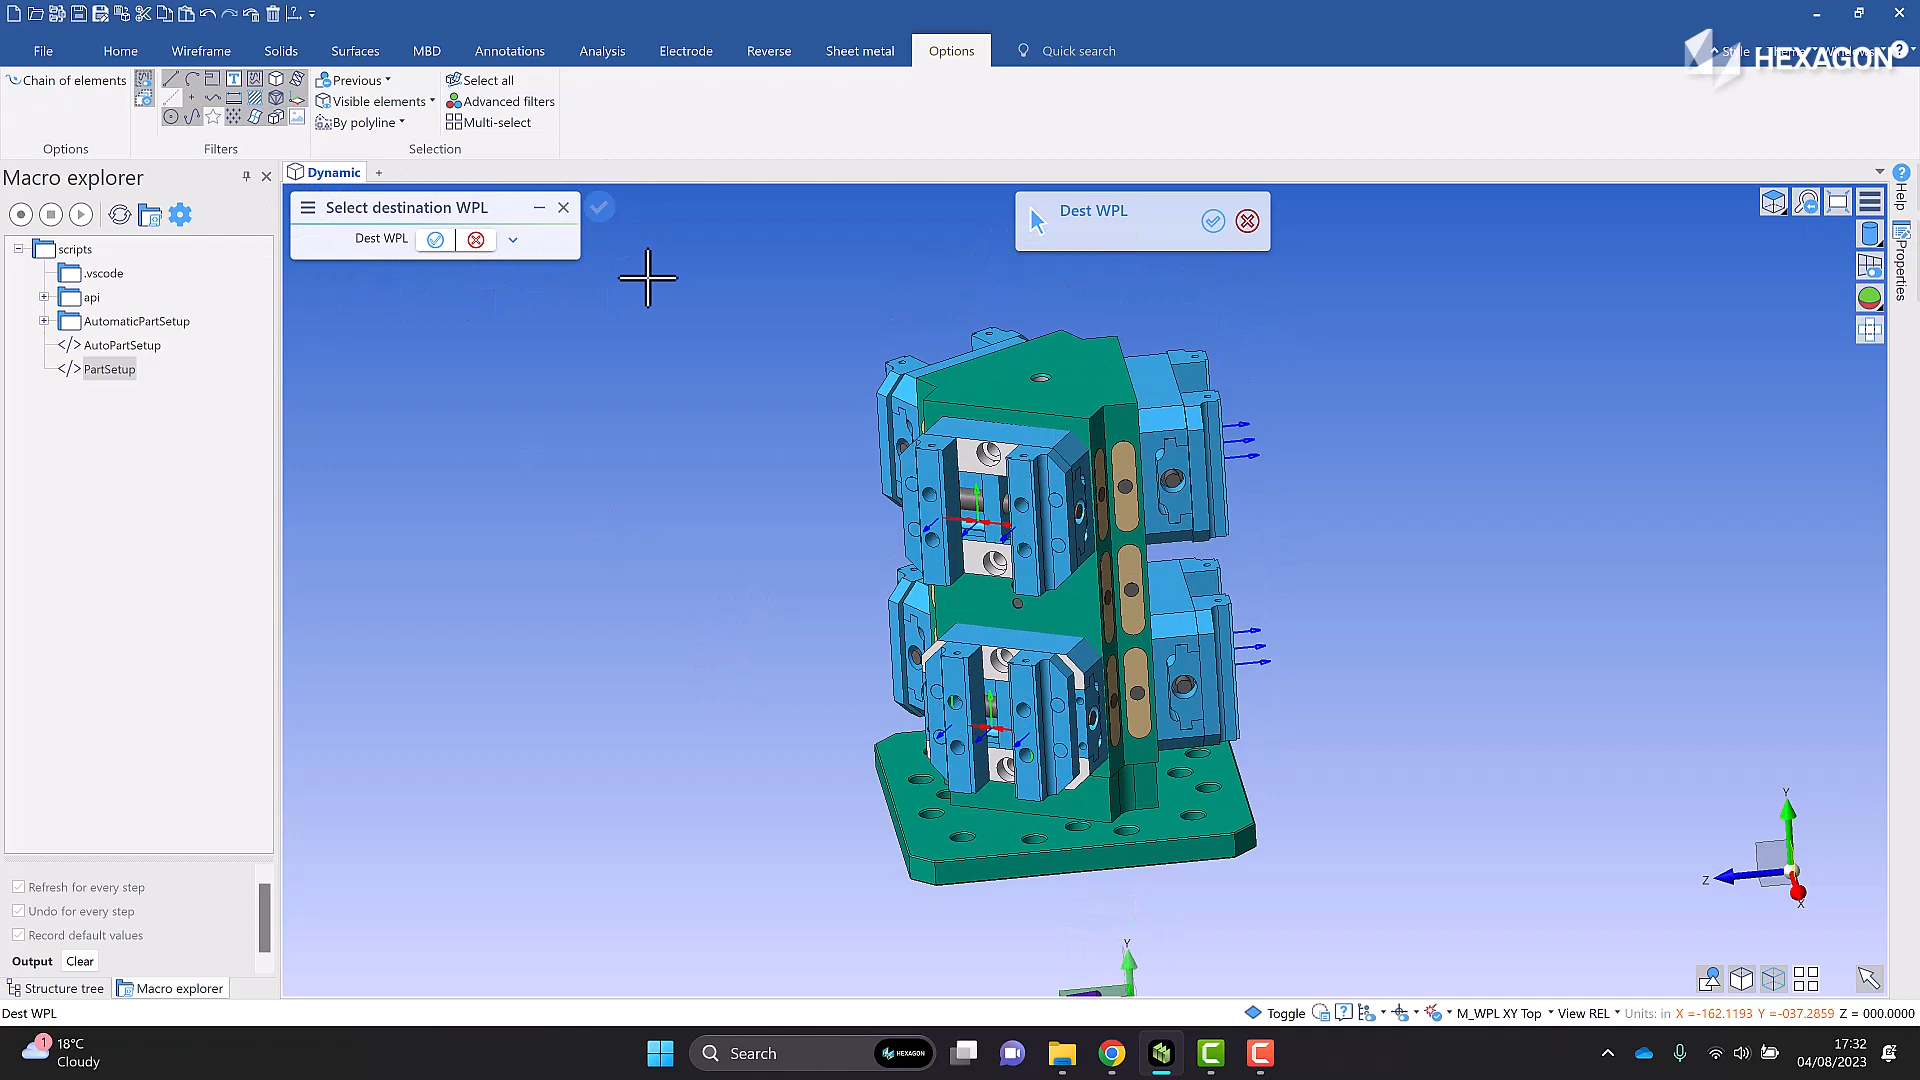 File
Home
Wireframe
Solids
Surfaces
MBD
Annotations
Analysis
Electrode
Reverse
Sheet metal
Options
Quick search
Style
HEXAGON
Chain of elements
Previous
Select all
Visible elements
Advanced filters
By polyline
Multi-select
Options
Filters
Selection
Macro explorer
Dynamic
Help
Properties
Select destination WPL
Dest WPL
Dest WPL
scripts
.vscode
api
AutomaticPartSetup
AutoPartSetup
PartSetup
Y
Z
X
Y
Refresh for every step
Undo for every step
Record default values
Output
Clear
Structure tree
Macro explorer
Dest WPL
Toggle
M_WPL XY Top
View REL
Units: in
X =-162.1193 Y =-037.2859 Z = 000.0000
1
18°C
Cloudy
Search
HEXAGON
17:32
04/08/2023